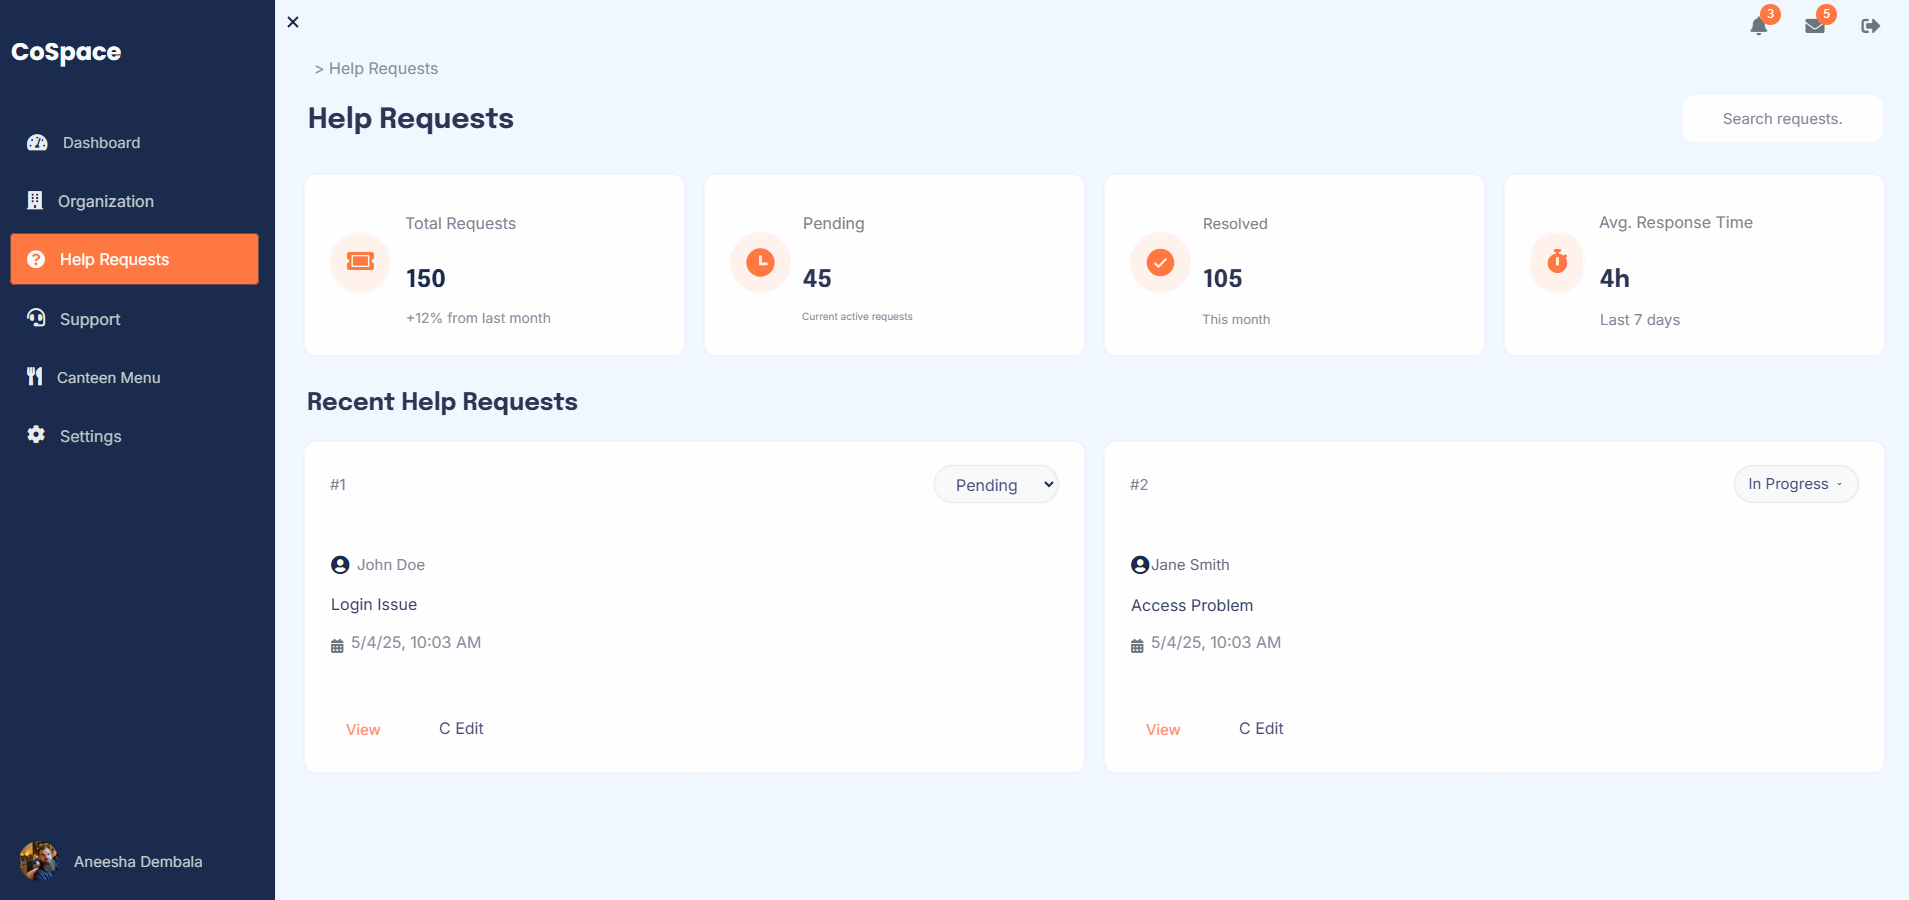 CoSpace
Dashboard
Organization
Help Requests
Support
Canteen Menu
Settings
Aneesha Dembala
3
5
> Help Requests
Help Requests
Search requests.
Total Requests
150
+12% from last month
Pending
45
Current active requests
Resolved
105
This month
Avg. Response Time
4h
Last 7 days
Recent Help Requests
#1
Pending
John Doe
Login Issue
5/4/25, 10:03 AM
View
C Edit
#2
In Progress
Jane Smith
Access Problem
5/4/25, 10:03 AM
View
C Edit